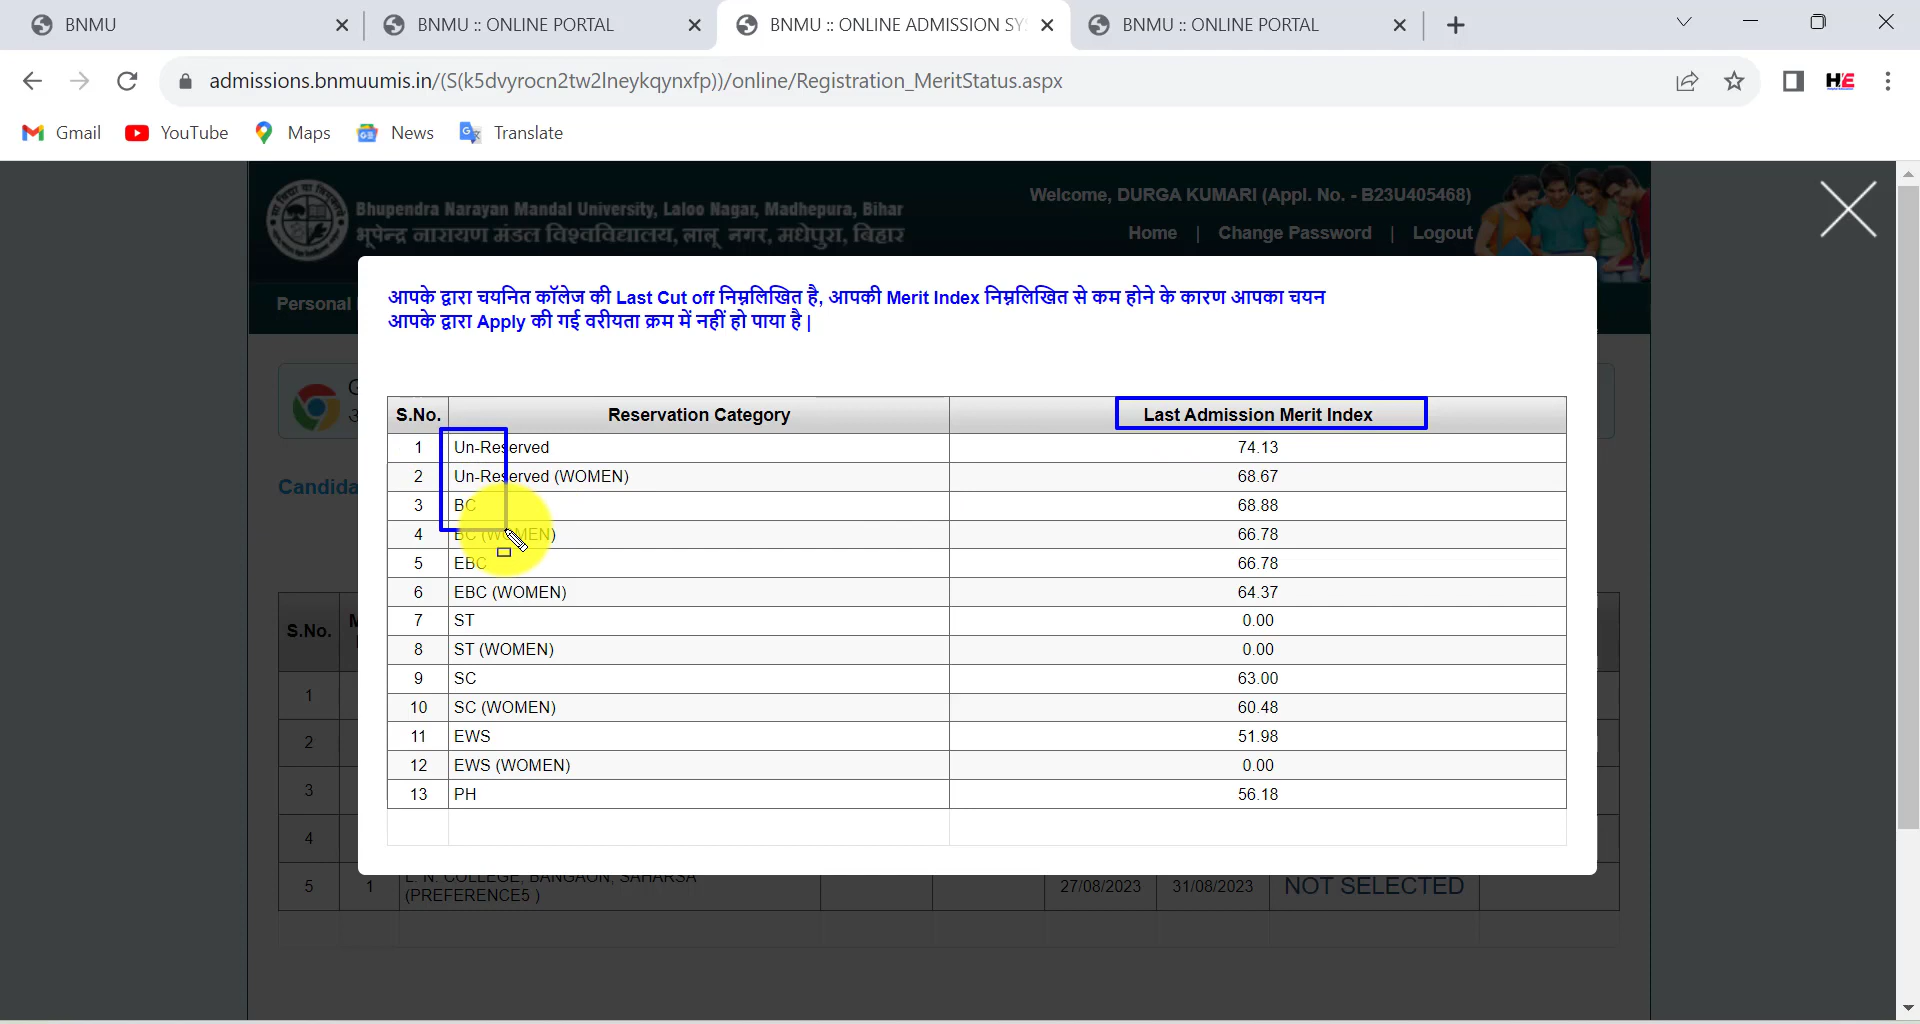 BNMU
BNMU :: ONLINE PORTAL
BNMU :: ONLINE ADMISSION SY
BNMU :: ONLINE PORTAL
admissions.bnmuumis.in/(S(k5dvyrocn2tw2lneykqynxfp))/online/Registration_MeritStatus.aspx
HE
Gmail
YouTube
Maps
News
Translate
Bhupendra Narayan Mandal University, Laloo Nagar, Madhepura, Bihar
भूपेन्द्र नारायण मंडल विश्वविद्यालय, लालू नगर, मधेपुरा, बिहार
Welcome, DURGA KUMARI (Appl. No. - B23U405468)
Home | Change Password | Logout
Personal
आपके द्वारा चयनित कॉलेज की Last Cut off निम्नलिखित है, आपकी Merit Index निम्नलिखित से कम होने के कारण आपका चयन
आपके द्वारा Apply की गई वरीयता क्रम में नहीं हो पाया है |
Candida
S.No. Reservation Category Last Admission Merit Index
1 Un-Reserved 74.13
2 Un-Reserved (WOMEN) 68.67
3 BC 68.88
4 BC (WOMEN) 66.78
5 EBC 66.78
6 EBC (WOMEN) 64.37
7 ST 0.00
8 ST (WOMEN) 0.00
9 SC 63.00
10 SC (WOMEN) 60.48
11 EWS 51.98
12 EWS (WOMEN) 0.00
13 PH 56.18
S.No.
1
2
3
4
5 1 L. N. COLLEGE, BANGAON, SAHARSA
(PREFERENCE5 ) 27/08/2023 31/08/2023 NOT SELECTED